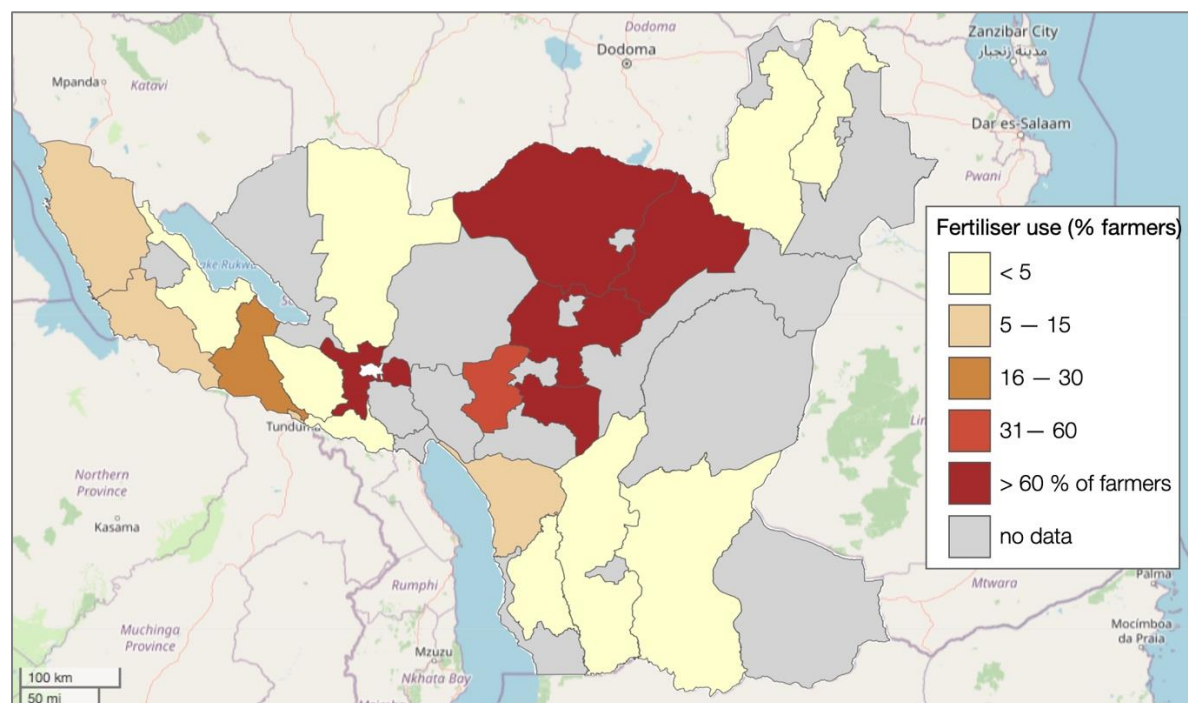 Dodoma
Dodoma
Zanzibar City
مدينة زنجبار
Mpanda
Katavi
Dar es-Salaam
Pwani
Fertiliser use (% farmers)
< 5
5 – 15
16 – 30
31 – 60
> 60 % of farmers
no data
Tunduma
Northern
Province
Kasama
Rumphi
Mtwara
Palma
Muchinga
Province
Mzuzu
Nkhata Bay
Mocímboa
da Praia
100 km
50 mi